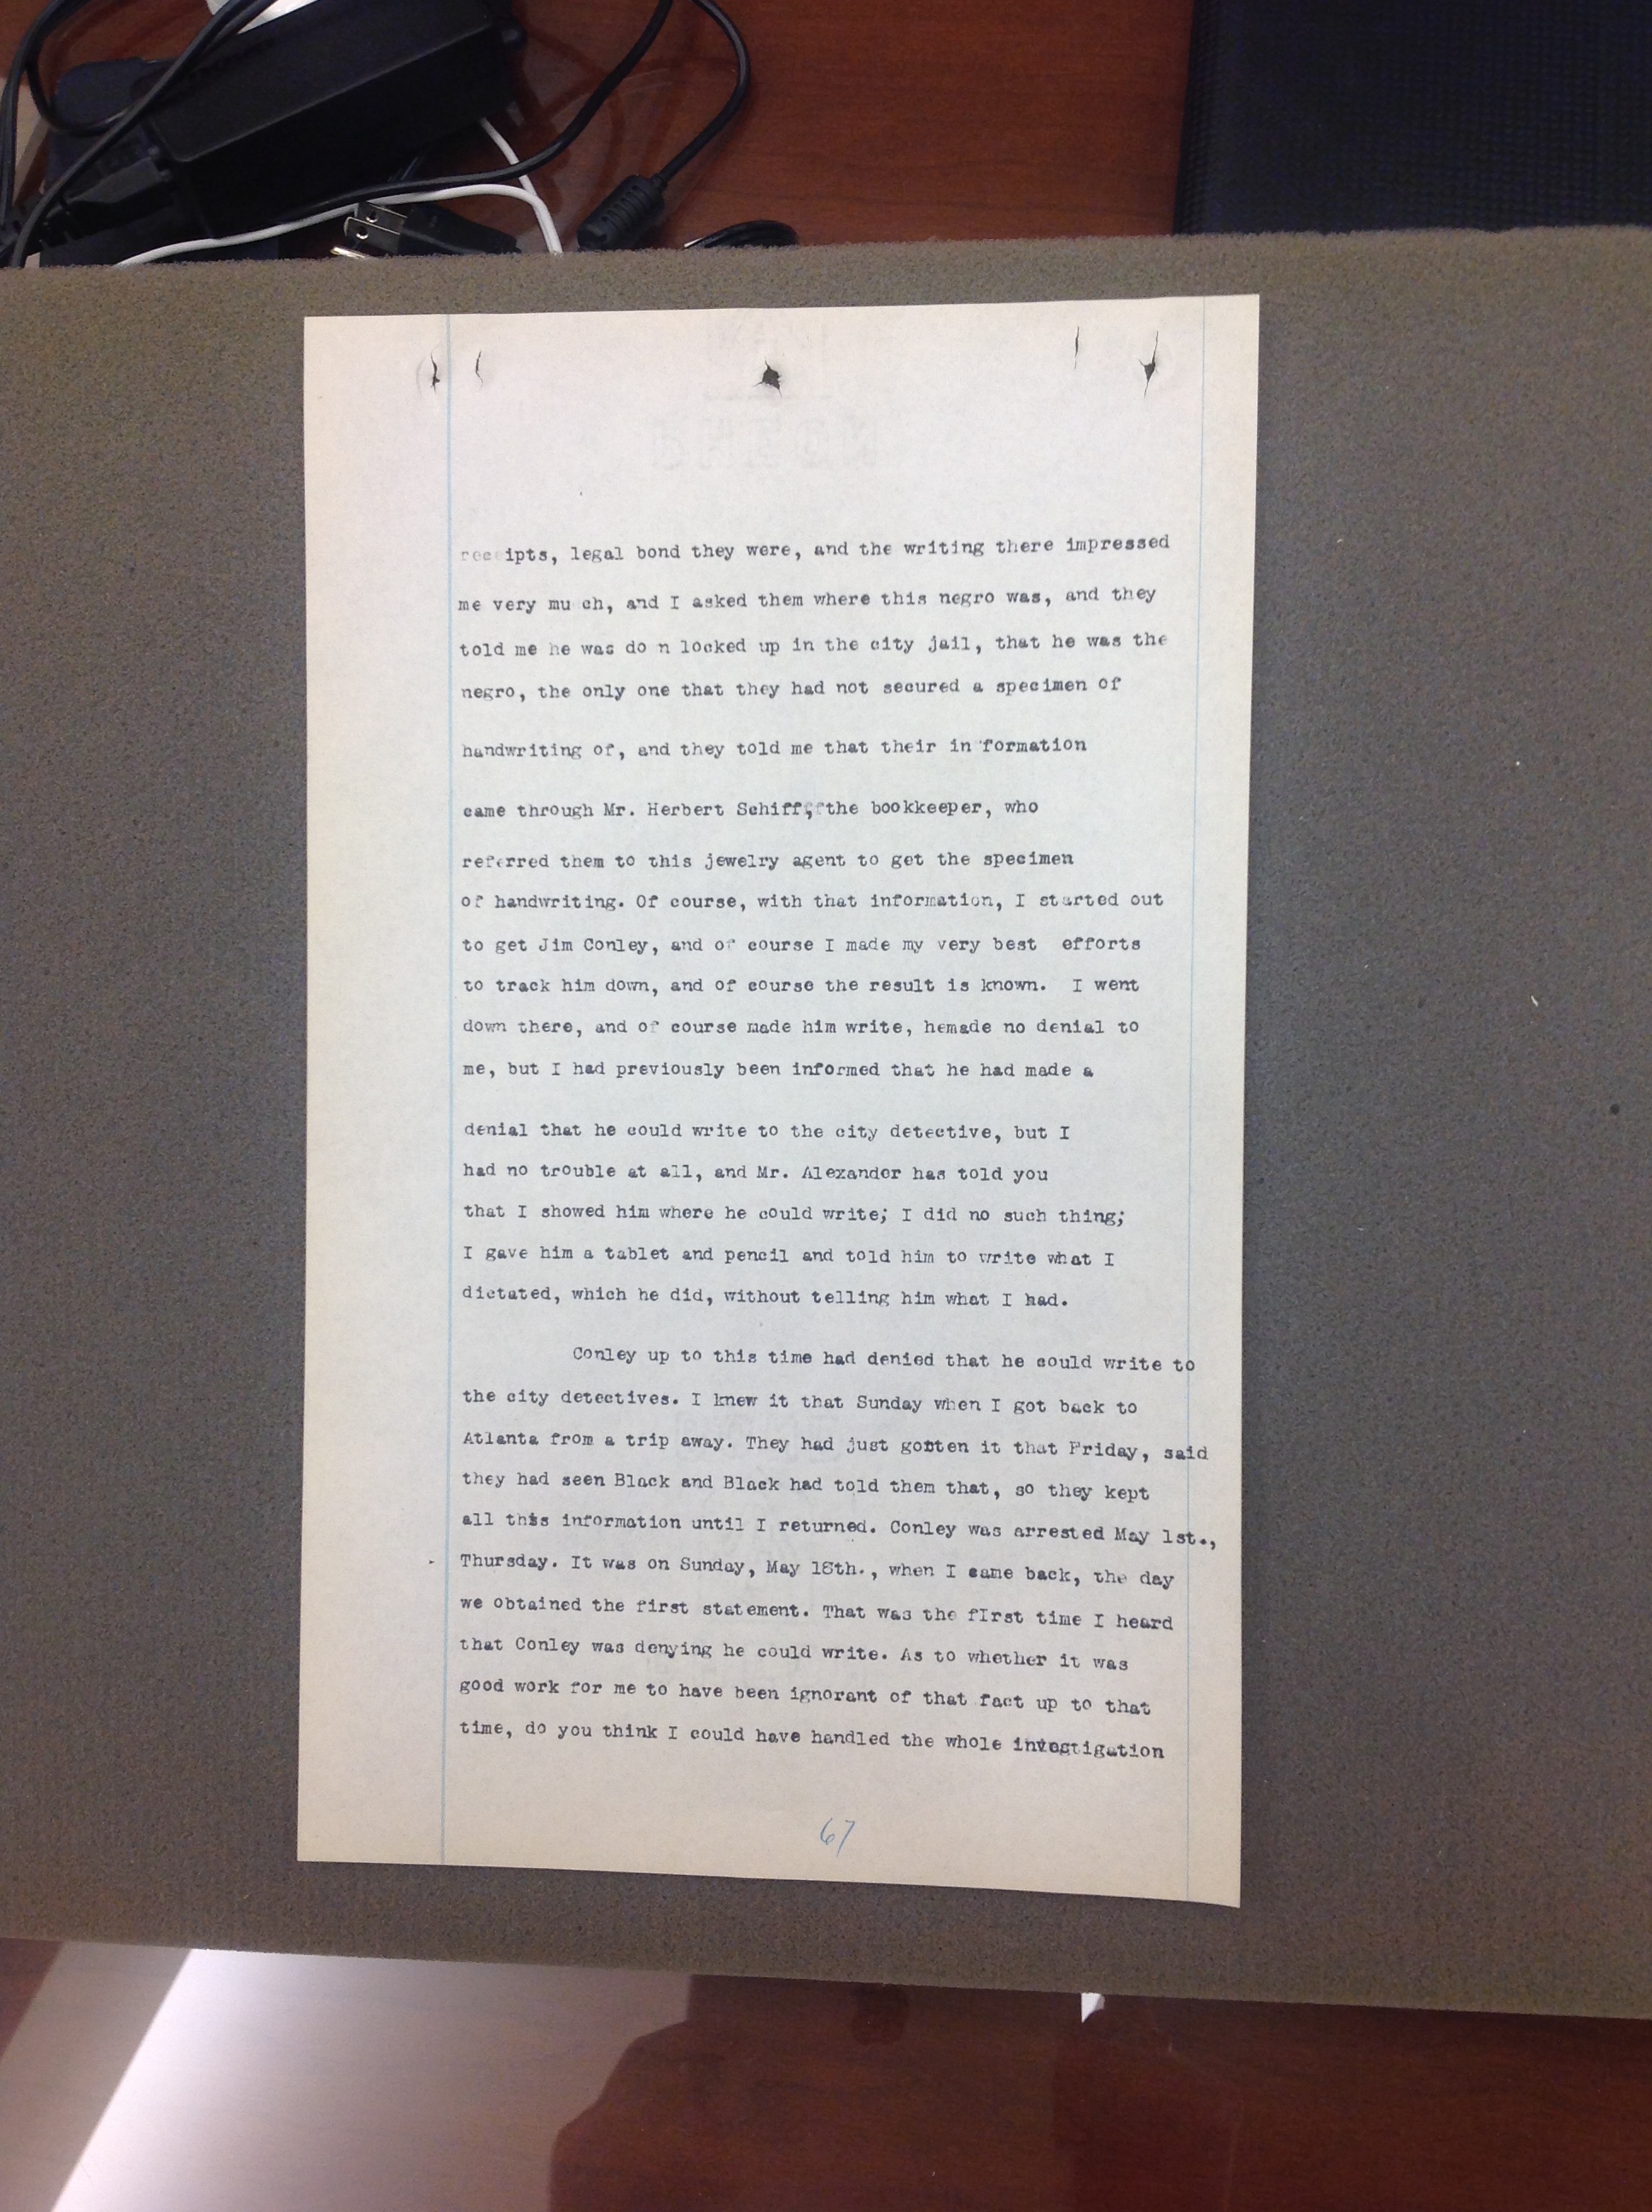 receipts, legal bond they were, and the writing there impressed
me very mu ch, and I asked them where this negro was, and they
told me he was do n locked up in the city jail, that he was the
negro, the only one that they had not secured a specimen of
handwriting of, and they told me that their in formation
came through Mr. Herbert Schiff, the bookkeeper, who
referred them to this jewelry agent to get the specimen
of handwriting. Of course, with that information, I started out
to get Jim Conley, and of course I made my very best efforts
to track him down, and of course the result is known. I went
down there, and of course made him write, hemade no denial to
me, but I had previously been informed that he had made a
denial that he could write to the city detective, but I
had no trouble at all, and Mr. Alexander has told you
that I showed him where he could write; I did no such thing;
I gave him a tablet and pencil and told him to write what I
dictated, which he did, without telling him what I had.
Conley up to this time had denied that he could write to
the city detectives. I knew it that Sunday when I got back to
Atlanta from a trip away. They had just gotten it that Friday, said
they had seen Black and Black had told them that, so they kept
all this information until I returned. Conley was arrested May 1st.,
Thursday. It was on Sunday, May 18th., when I came back, the day
we obtained the first statement. That was the fIrst time I heard
that Conley was denying he could write. As to whether it was
good work for me to have been ignorant of that fact up to that
time, do you think I could have handled the whole investigation
67